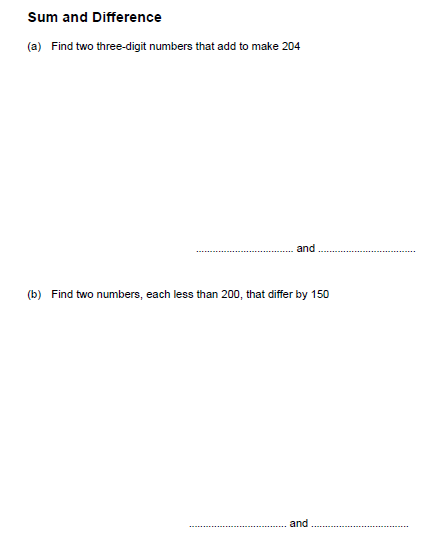 Sum and Difference
(a) Find two three-digit numbers that add to make 204
................................... and ...................................
(b) Find two numbers, each less than 200, that differ by 150
................................... and ...................................